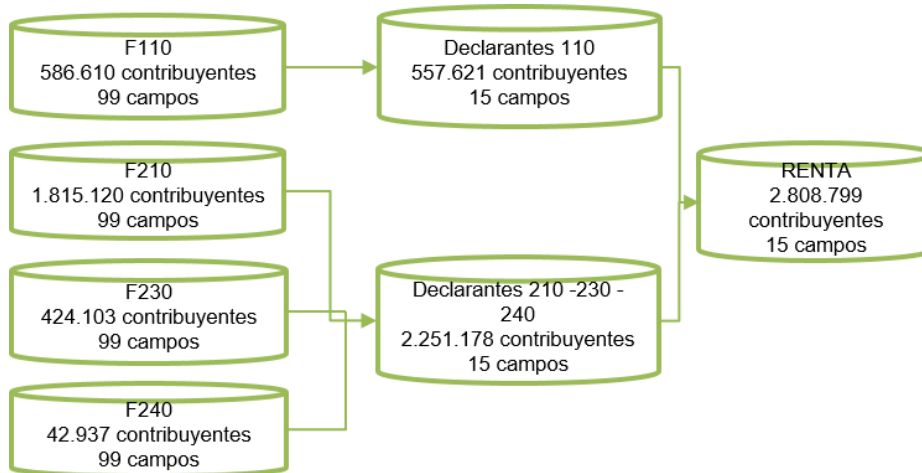 F110
586.610 contribuyentes
99 campos
Declarantes 110
557.621 contribuyentes
15 campos
F210
1.815.120 contribuyentes
99 campos
RENTA
2.808.799
contribuyentes
15 campos
F230
424.103 contribuyentes
99 campos
Declarantes 210 -230 -
240
2.251.178 contribuyentes
15 campos
F240
42.937 contribuyentes
99 campos